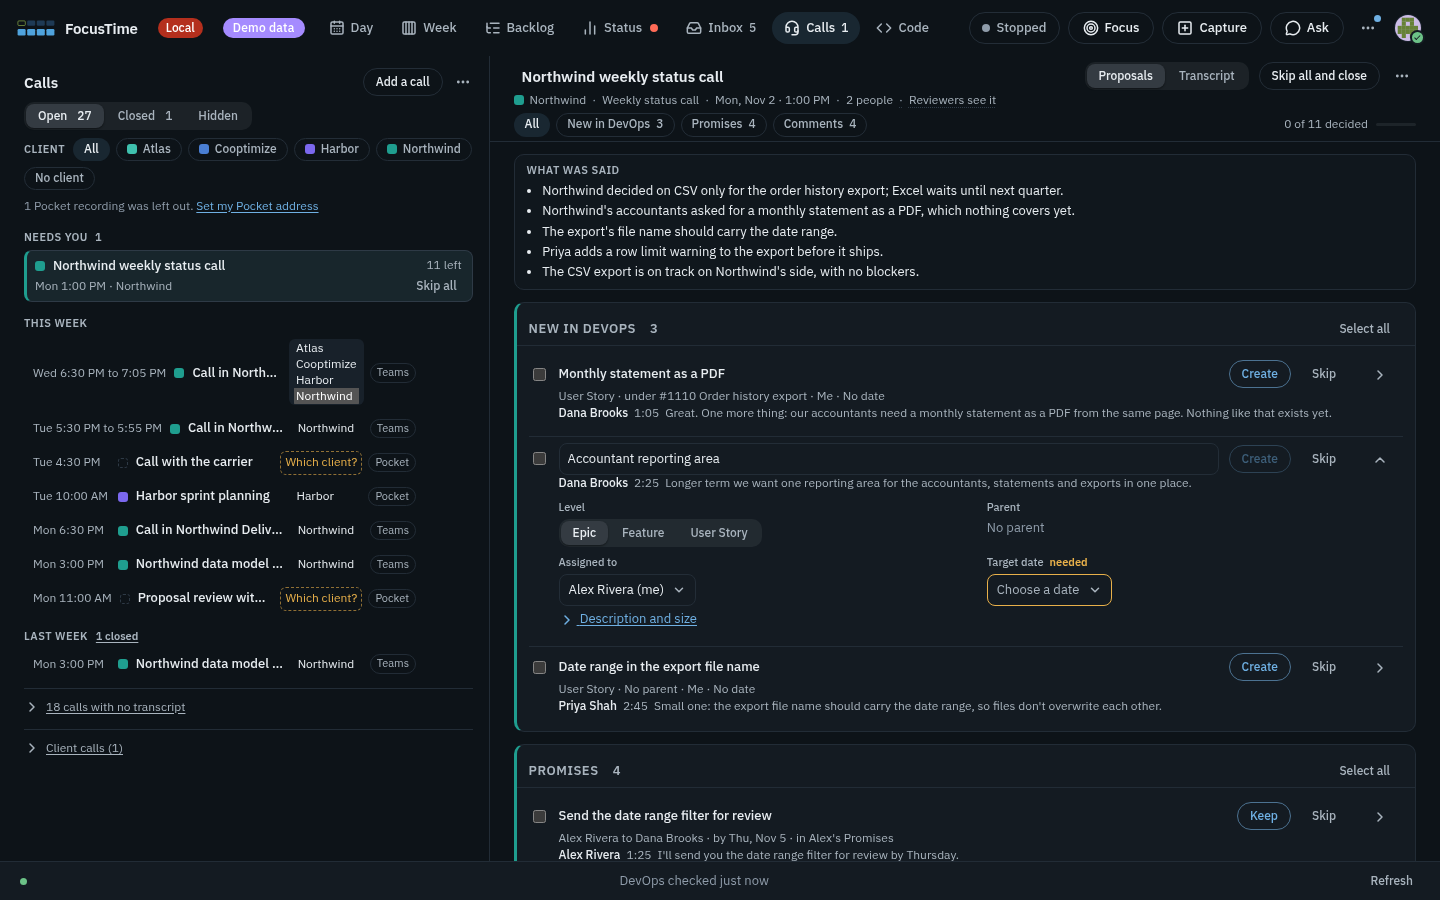 FocusTime
Local
Demo data
Day
Week
Backlog
Status
Inbox 5
Calls 1
Code
Stopped
Focus
Capture
Ask
Calls
Add a call
Open 27
Closed 1
Hidden
CLIENT
All
Atlas
Cooptimize
Harbor
Northwind
No client
1 Pocket recording was left out. Set my Pocket address
NEEDS YOU 1
Northwind weekly status call
11 left
Mon 1:00 PM · Northwind
Skip all
THIS WEEK
Wed 6:30 PM to 7:05 PM
Call in North...
Atlas
Cooptimize
Harbor
Northwind
Teams
Tue 5:30 PM to 5:55 PM
Call in Northw...
Northwind
Teams
Tue 4:30 PM
Call with the carrier
Which client?
Pocket
Tue 10:00 AM
Harbor sprint planning
Harbor
Pocket
Mon 6:30 PM
Call in Northwind Deliv...
Northwind
Teams
Mon 3:00 PM
Northwind data model ...
Northwind
Teams
Mon 11:00 AM
Proposal review wit...
Which client?
Pocket
LAST WEEK 1 closed
Mon 3:00 PM
Northwind data model ...
Northwind
Teams
18 calls with no transcript
Client calls (1)
Northwind weekly status call
Proposals
Transcript
Skip all and close
Northwind · Weekly status call · Mon, Nov 2 · 1:00 PM · 2 people · Reviewers see it
All
New in DevOps 3
Promises 4
Comments 4
0 of 11 decided
WHAT WAS SAID
• Northwind decided on CSV only for the order history export; Excel waits until next quarter.
• Northwind's accountants asked for a monthly statement as a PDF, which nothing covers yet.
• The export's file name should carry the date range.
• Priya adds a row limit warning to the export before it ships.
• The CSV export is on track on Northwind's side, with no blockers.
NEW IN DEVOPS 3
Select all
Monthly statement as a PDF
Create
Skip
User Story · under #1110 Order history export · Me · No date
Dana Brooks 1:05 Great. One more thing: our accountants need a monthly statement as a PDF from the same page. Nothing like that exists yet.
Accountant reporting area
Create
Skip
Dana Brooks 2:25 Longer term we want one reporting area for the accountants, statements and exports in one place.
Level
Parent
Epic
Feature
User Story
No parent
Assigned to
Target date needed
Alex Rivera (me)
Choose a date
Description and size
Date range in the export file name
Create
Skip
User Story · No parent · Me · No date
Priya Shah 2:45 Small one: the export file name should carry the date range, so files don't overwrite each other.
PROMISES 4
Select all
Send the date range filter for review
Keep
Skip
Alex Rivera to Dana Brooks · by Thu, Nov 5 · in Alex's Promises
Alex Rivera 1:25 I'll send you the date range filter for review by Thursday.
DevOps checked just now
Refresh